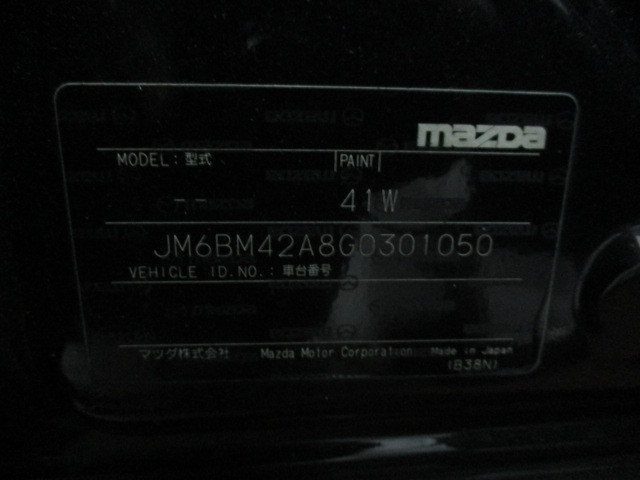 mazda
MODEL: 型式 PAINT
-- 41W
JM6BM42A8G0301050
VEHICLE ID.NO.: 車台番号
マツダ株式会社 Mazda Motor Corporation Made in Japan
(B38N)